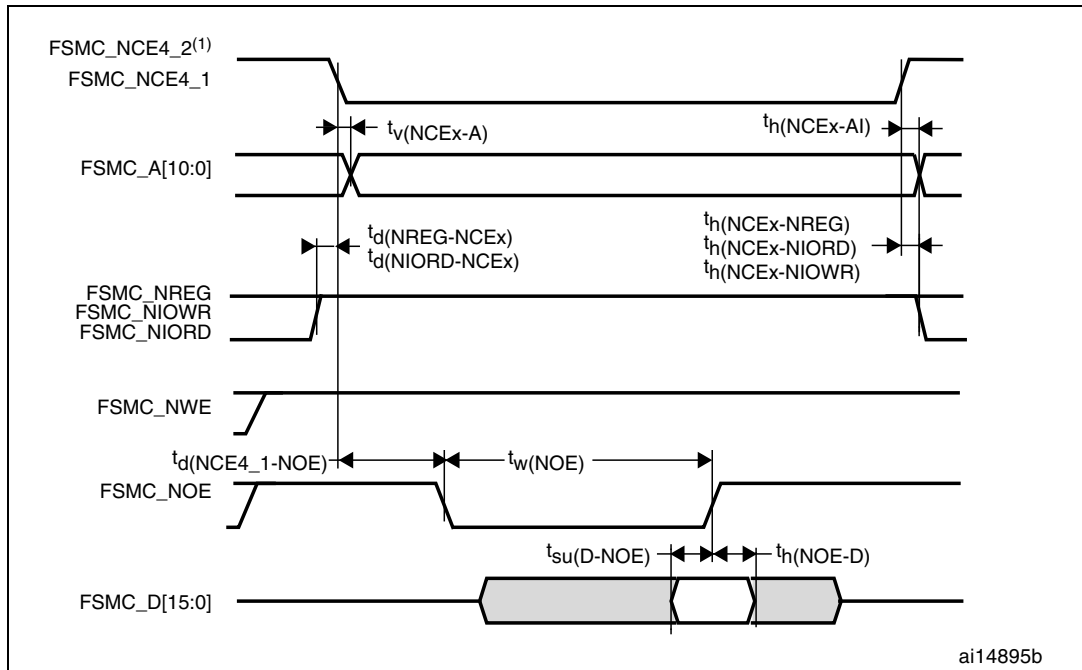 FSMC_NCE4_2(1)
FSMC_NCE4_1
tv(NCEx-A)
th(NCEx-AI)
FSMC_A[10:0]
td(NREG-NCEx)
td(NIORD-NCEx)
th(NCEx-NREG)
th(NCEx-NIORD)
th(NCEx-NIOWR)
FSMC_NREG
FSMC_NIOWR
FSMC_NIORD
FSMC_NWE
td(NCE4_1-NOE)
tw(NOE)
FSMC_NOE
tsu(D-NOE)
th(NOE-D)
FSMC_D[15:0]
ai14895b